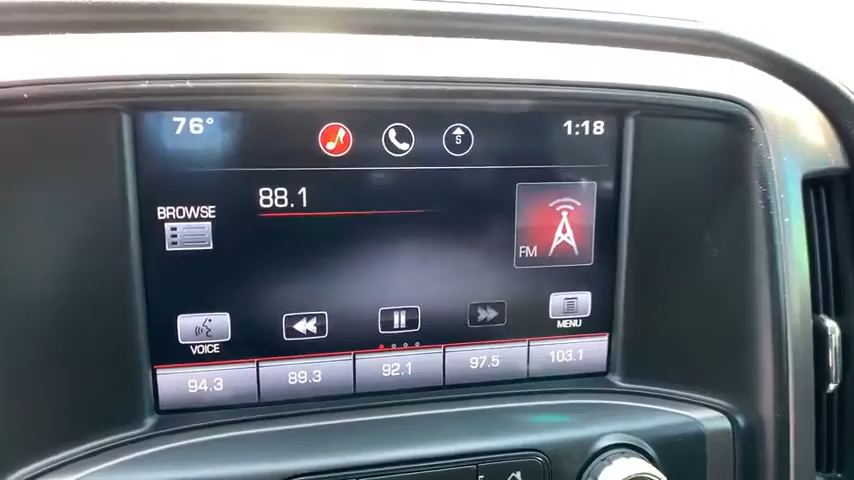 76° S 1:18
88.1
BROWSE
FM
VOICE MENU
94.3 89.3 92.1 97.5 103.1